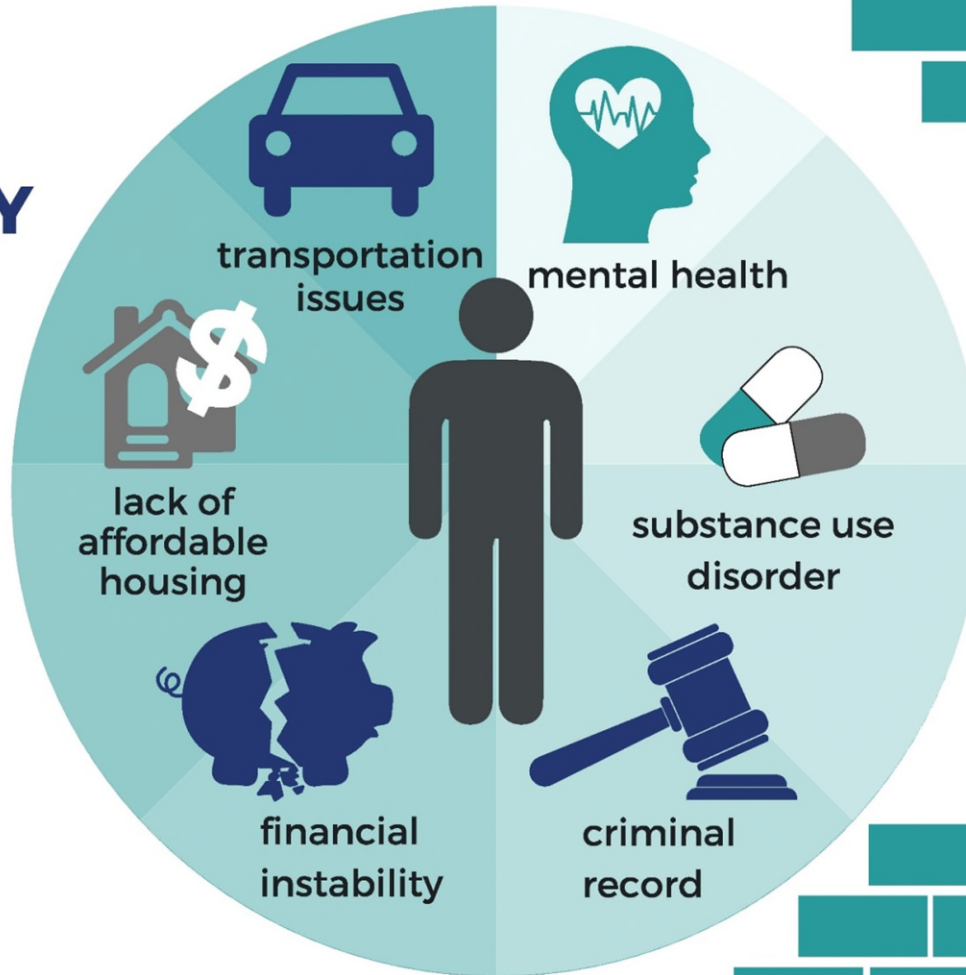 Y
transportation
issues
mental health
lack of
affordable
housing
$
substance use
disorder
financial
instability
criminal
record